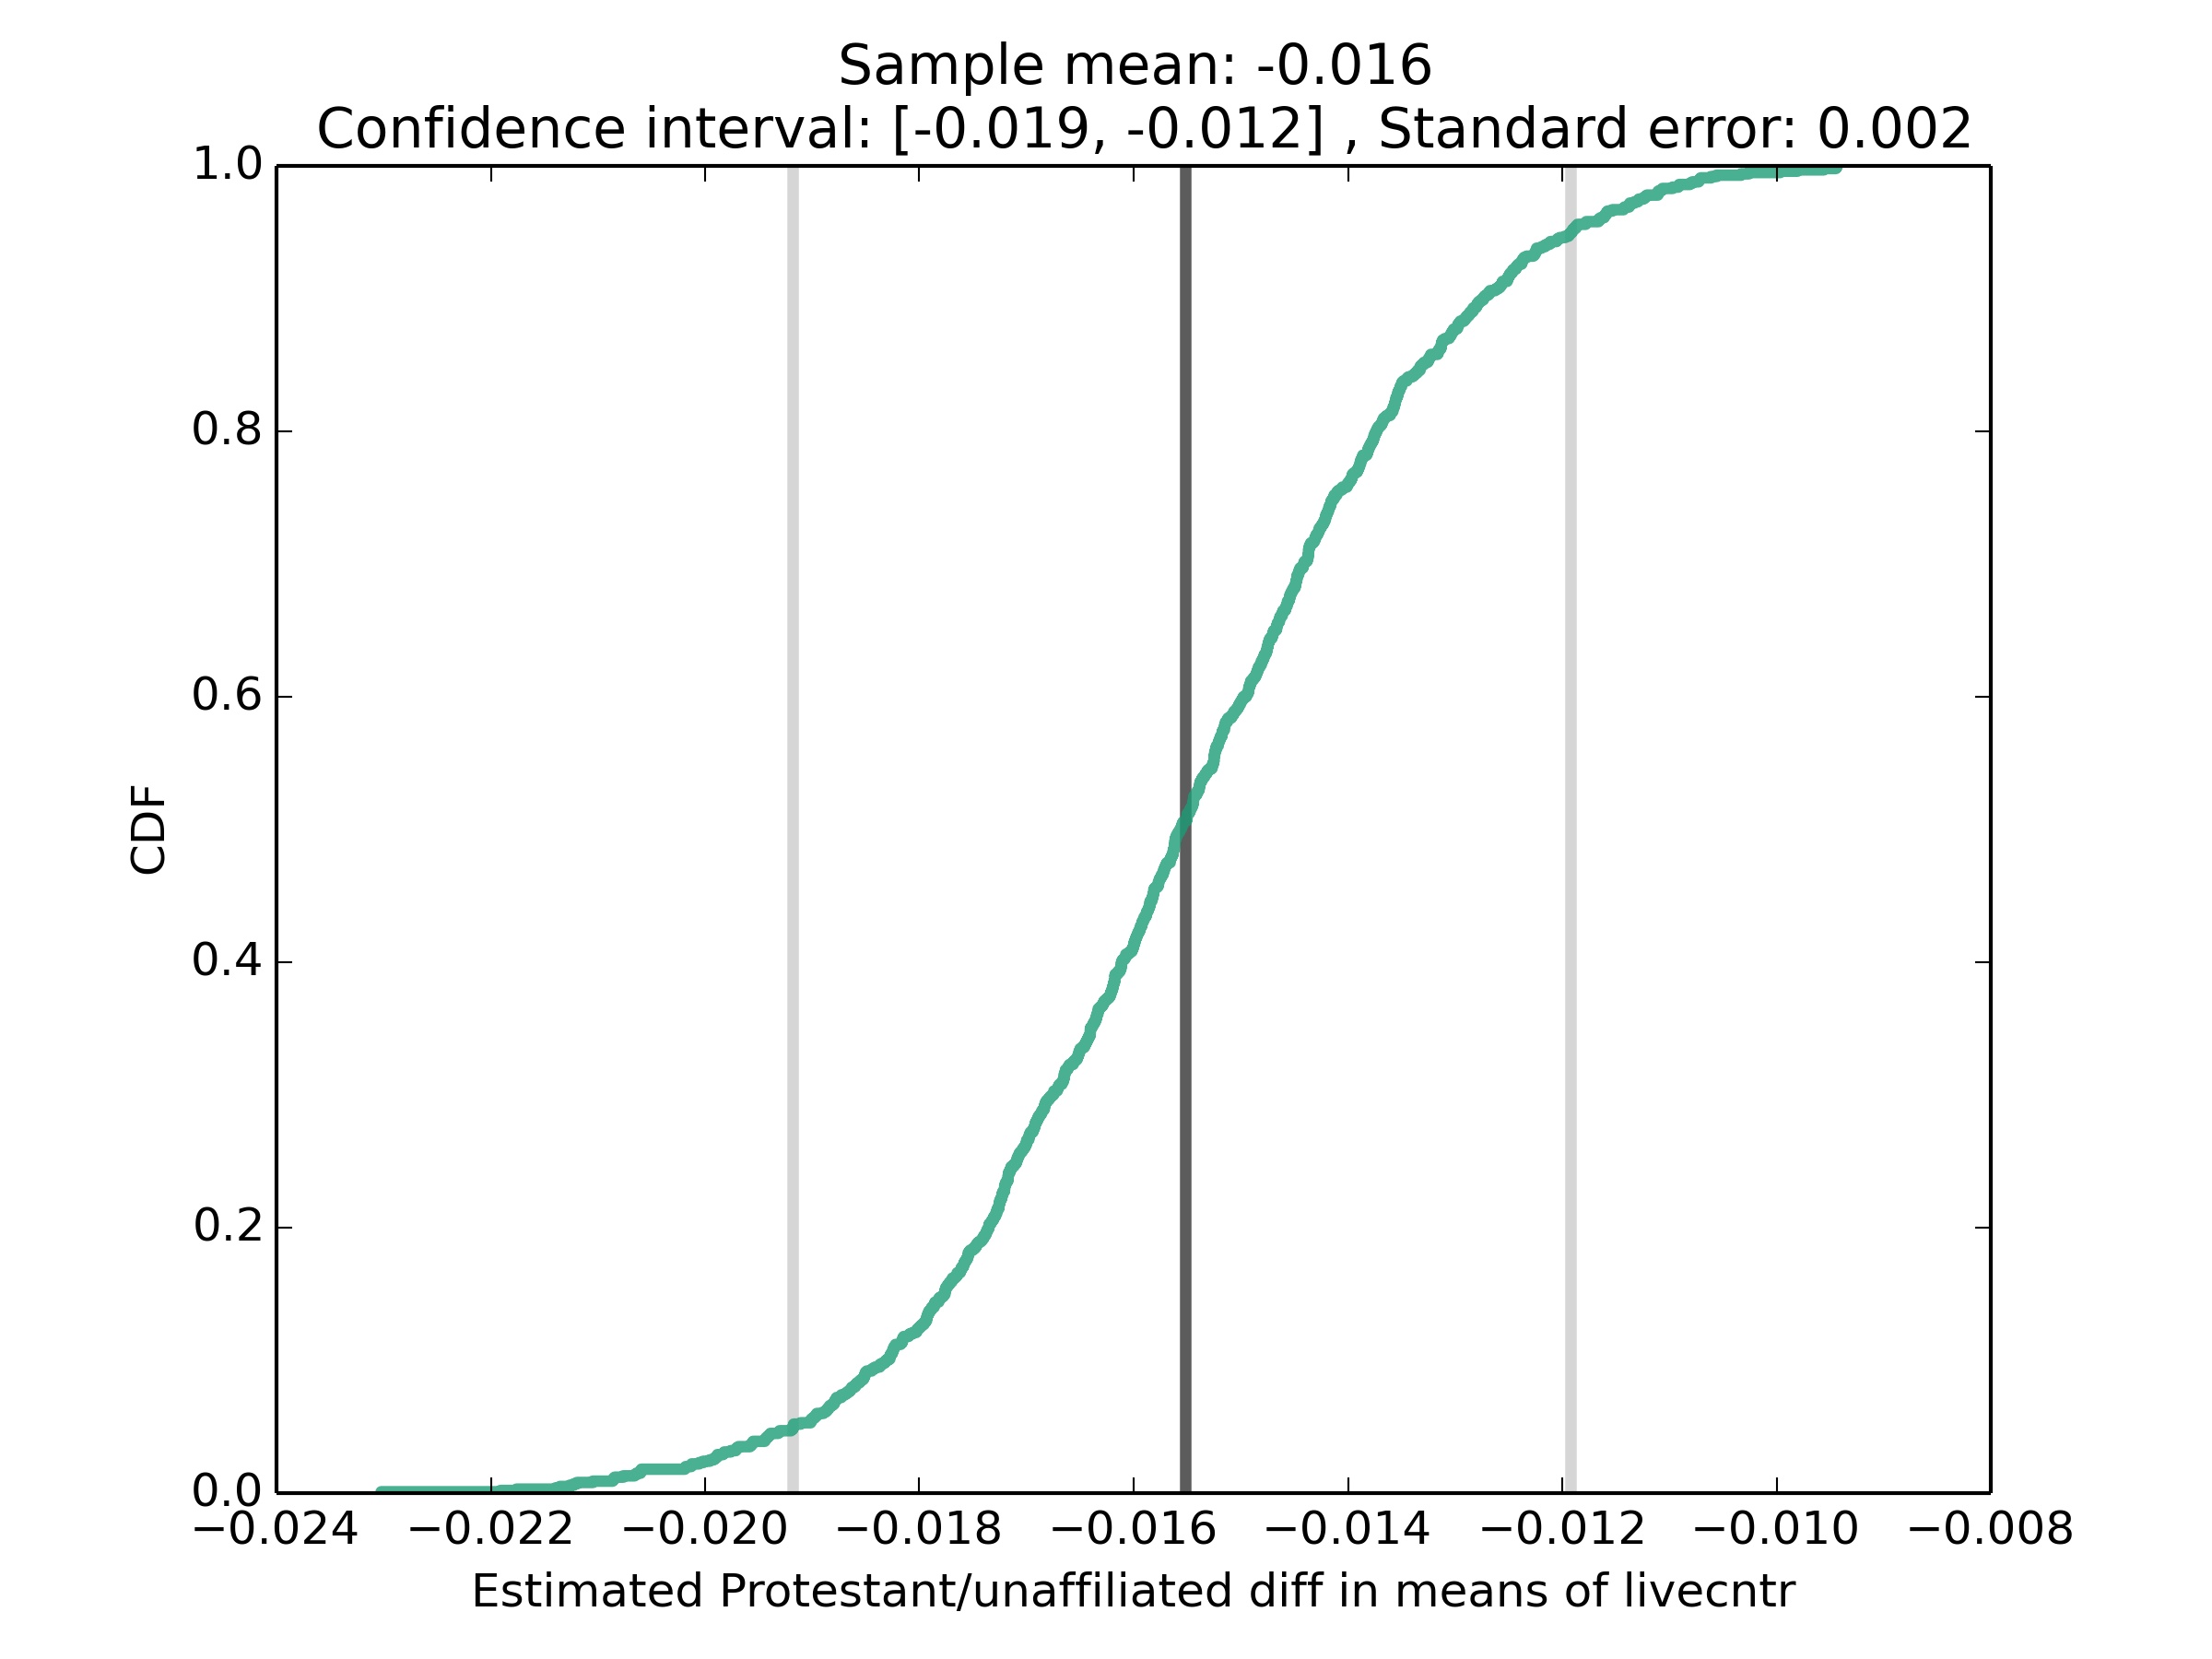 Sample mean: -0.016
Confidence interval: [-0.019, -0.012] , Standard error: 0.002
1.0
0.8
0.6
0.4
0.2
0.0
CDF
−0.024 −0.022 −0.020 −0.018 −0.016 −0.014 −0.012 −0.010 −0.008
Estimated Protestant/unaffiliated diff in means of livecntr